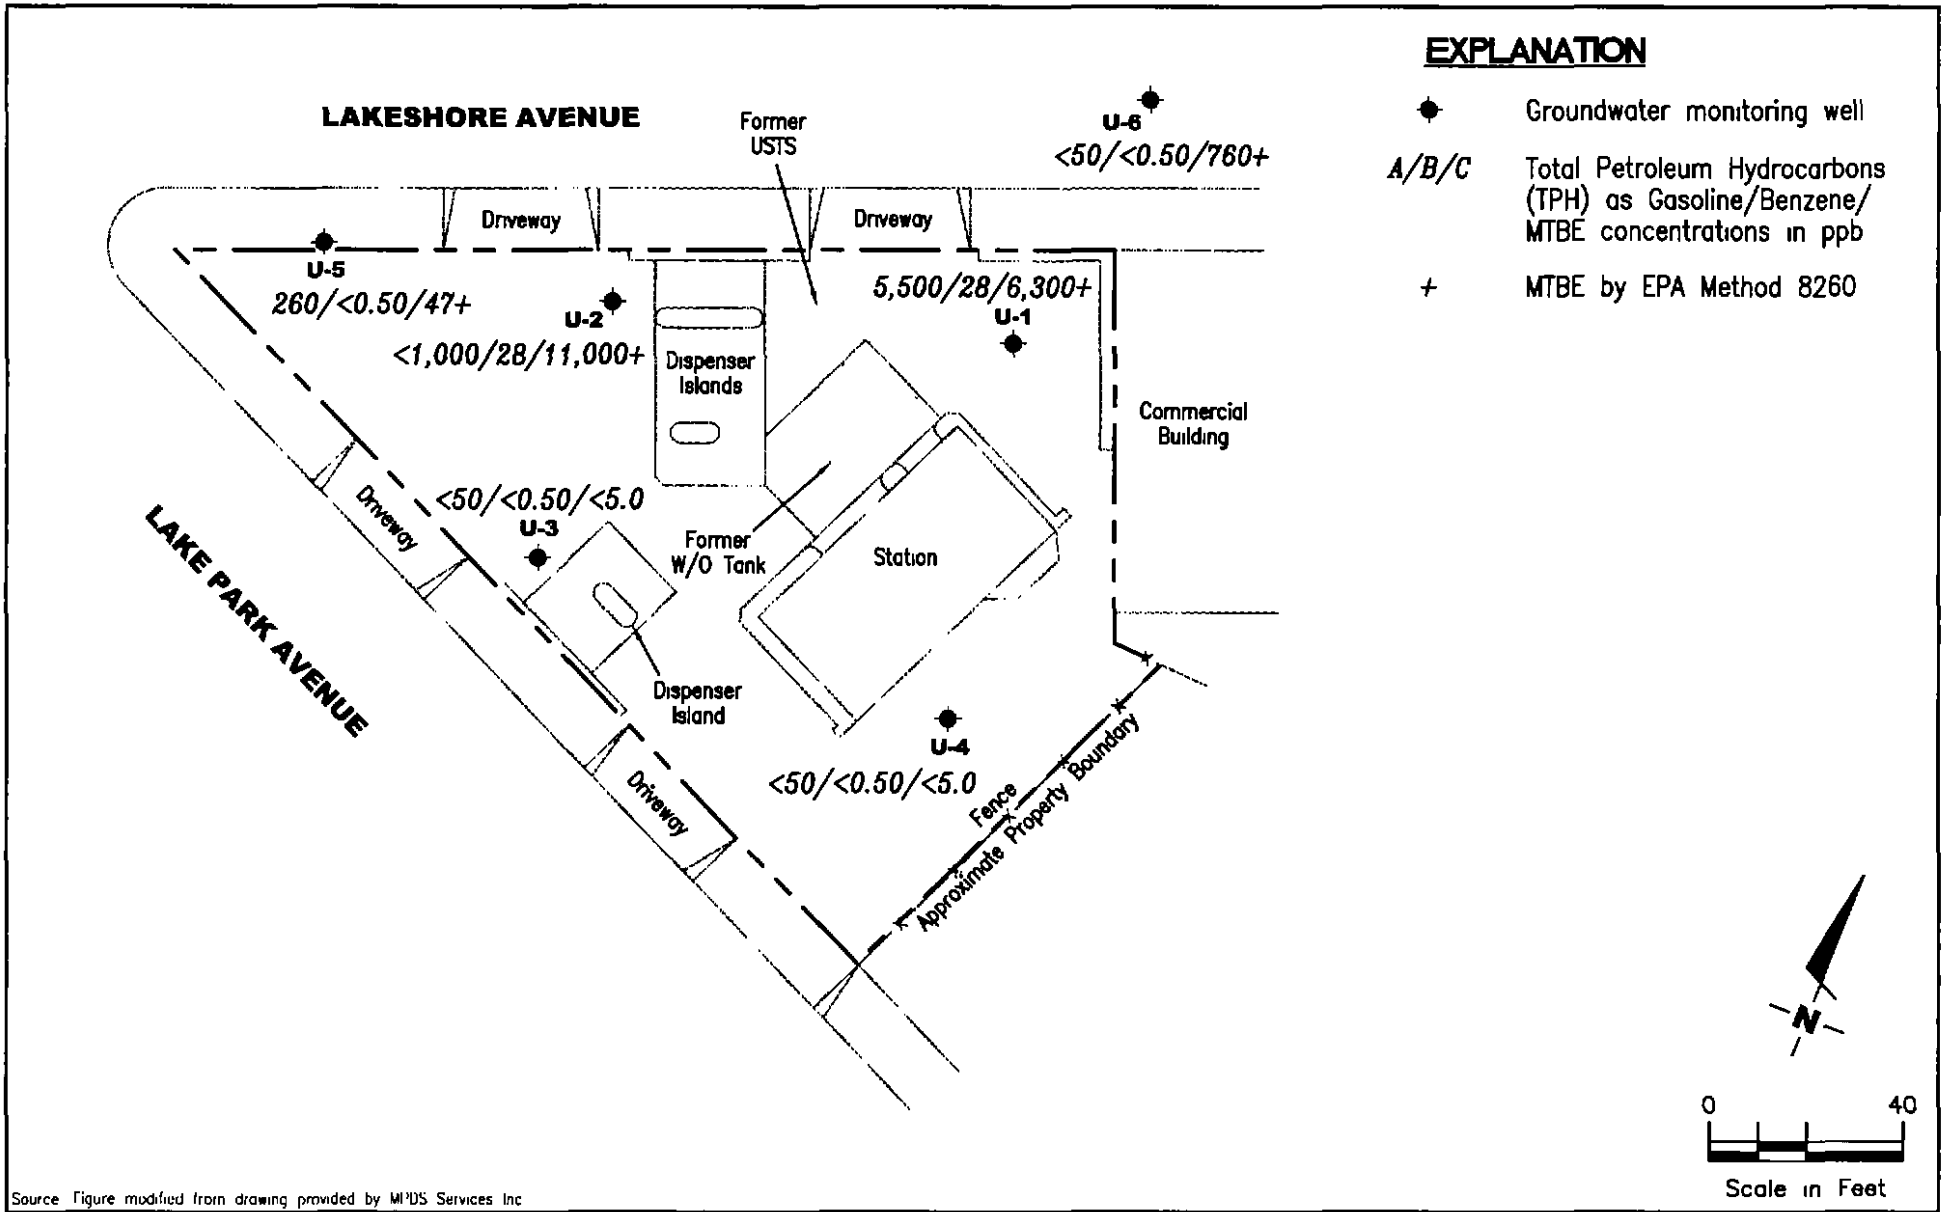 EXPLANATION
Groundwater monitoring well
A/B/C
Total Petroleum Hydrocarbons
(TPH) as Gasoline/Benzene/
MTBE concentrations in ppb
+
MTBE by EPA Method 8260
LAKESHORE AVENUE
Former
USTS
U-6
<50/<0.50/760+
Driveway
Driveway
U-5
260/<0.50/47+
U-2
<1,000/28/11,000+
5,500/28/6,300+
U-1
Dispenser
Islands
Commercial
Building
Driveway
<50/<0.50/<5.0
U-3
Former
W/O Tank
Station
LAKE PARK AVENUE
Dispenser
Island
U-4
<50/<0.50/<5.0
Driveway
Fence
Approximate Property Boundary
N
0 40
Scale in Feet
Source Figure modified from drawing provided by MPDS Services Inc